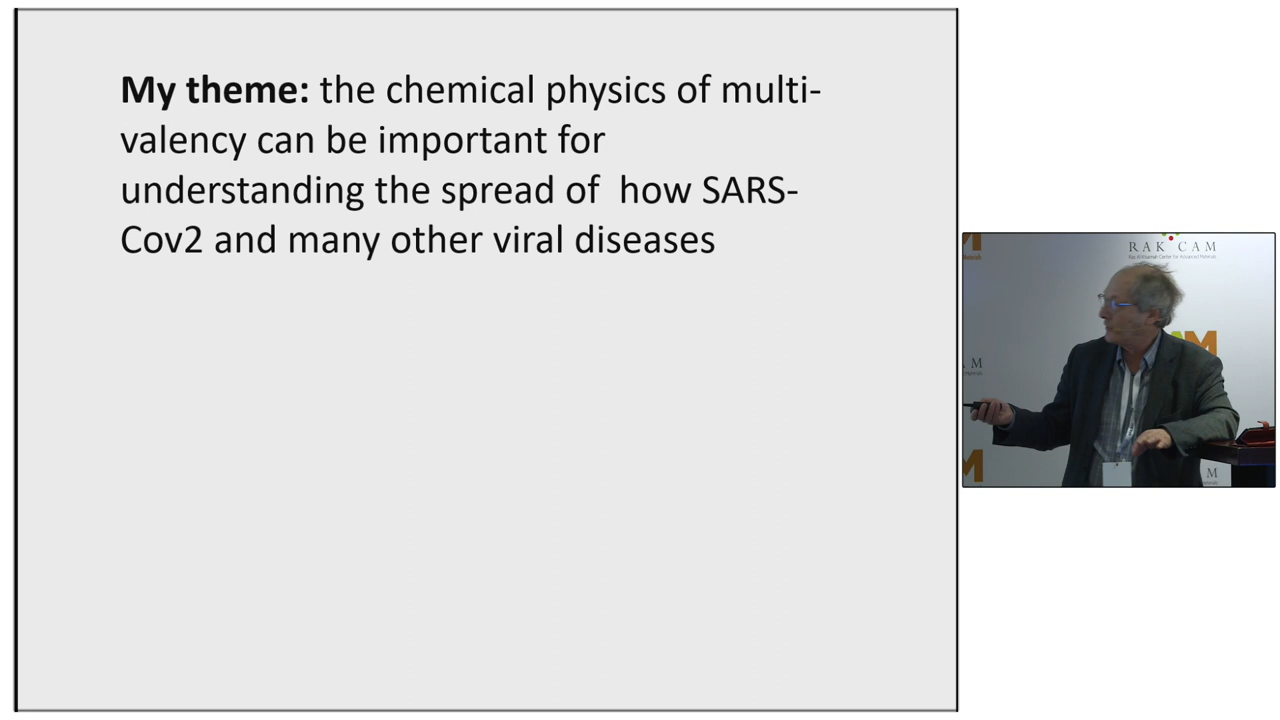 My theme: the chemical physics of multi-
valency can be important for
understanding the spread of  how SARS-
Cov2 and many other viral diseases
RAK CAM
Ras Al Khaimah Center for Advanced Materials
M
A M
M
M